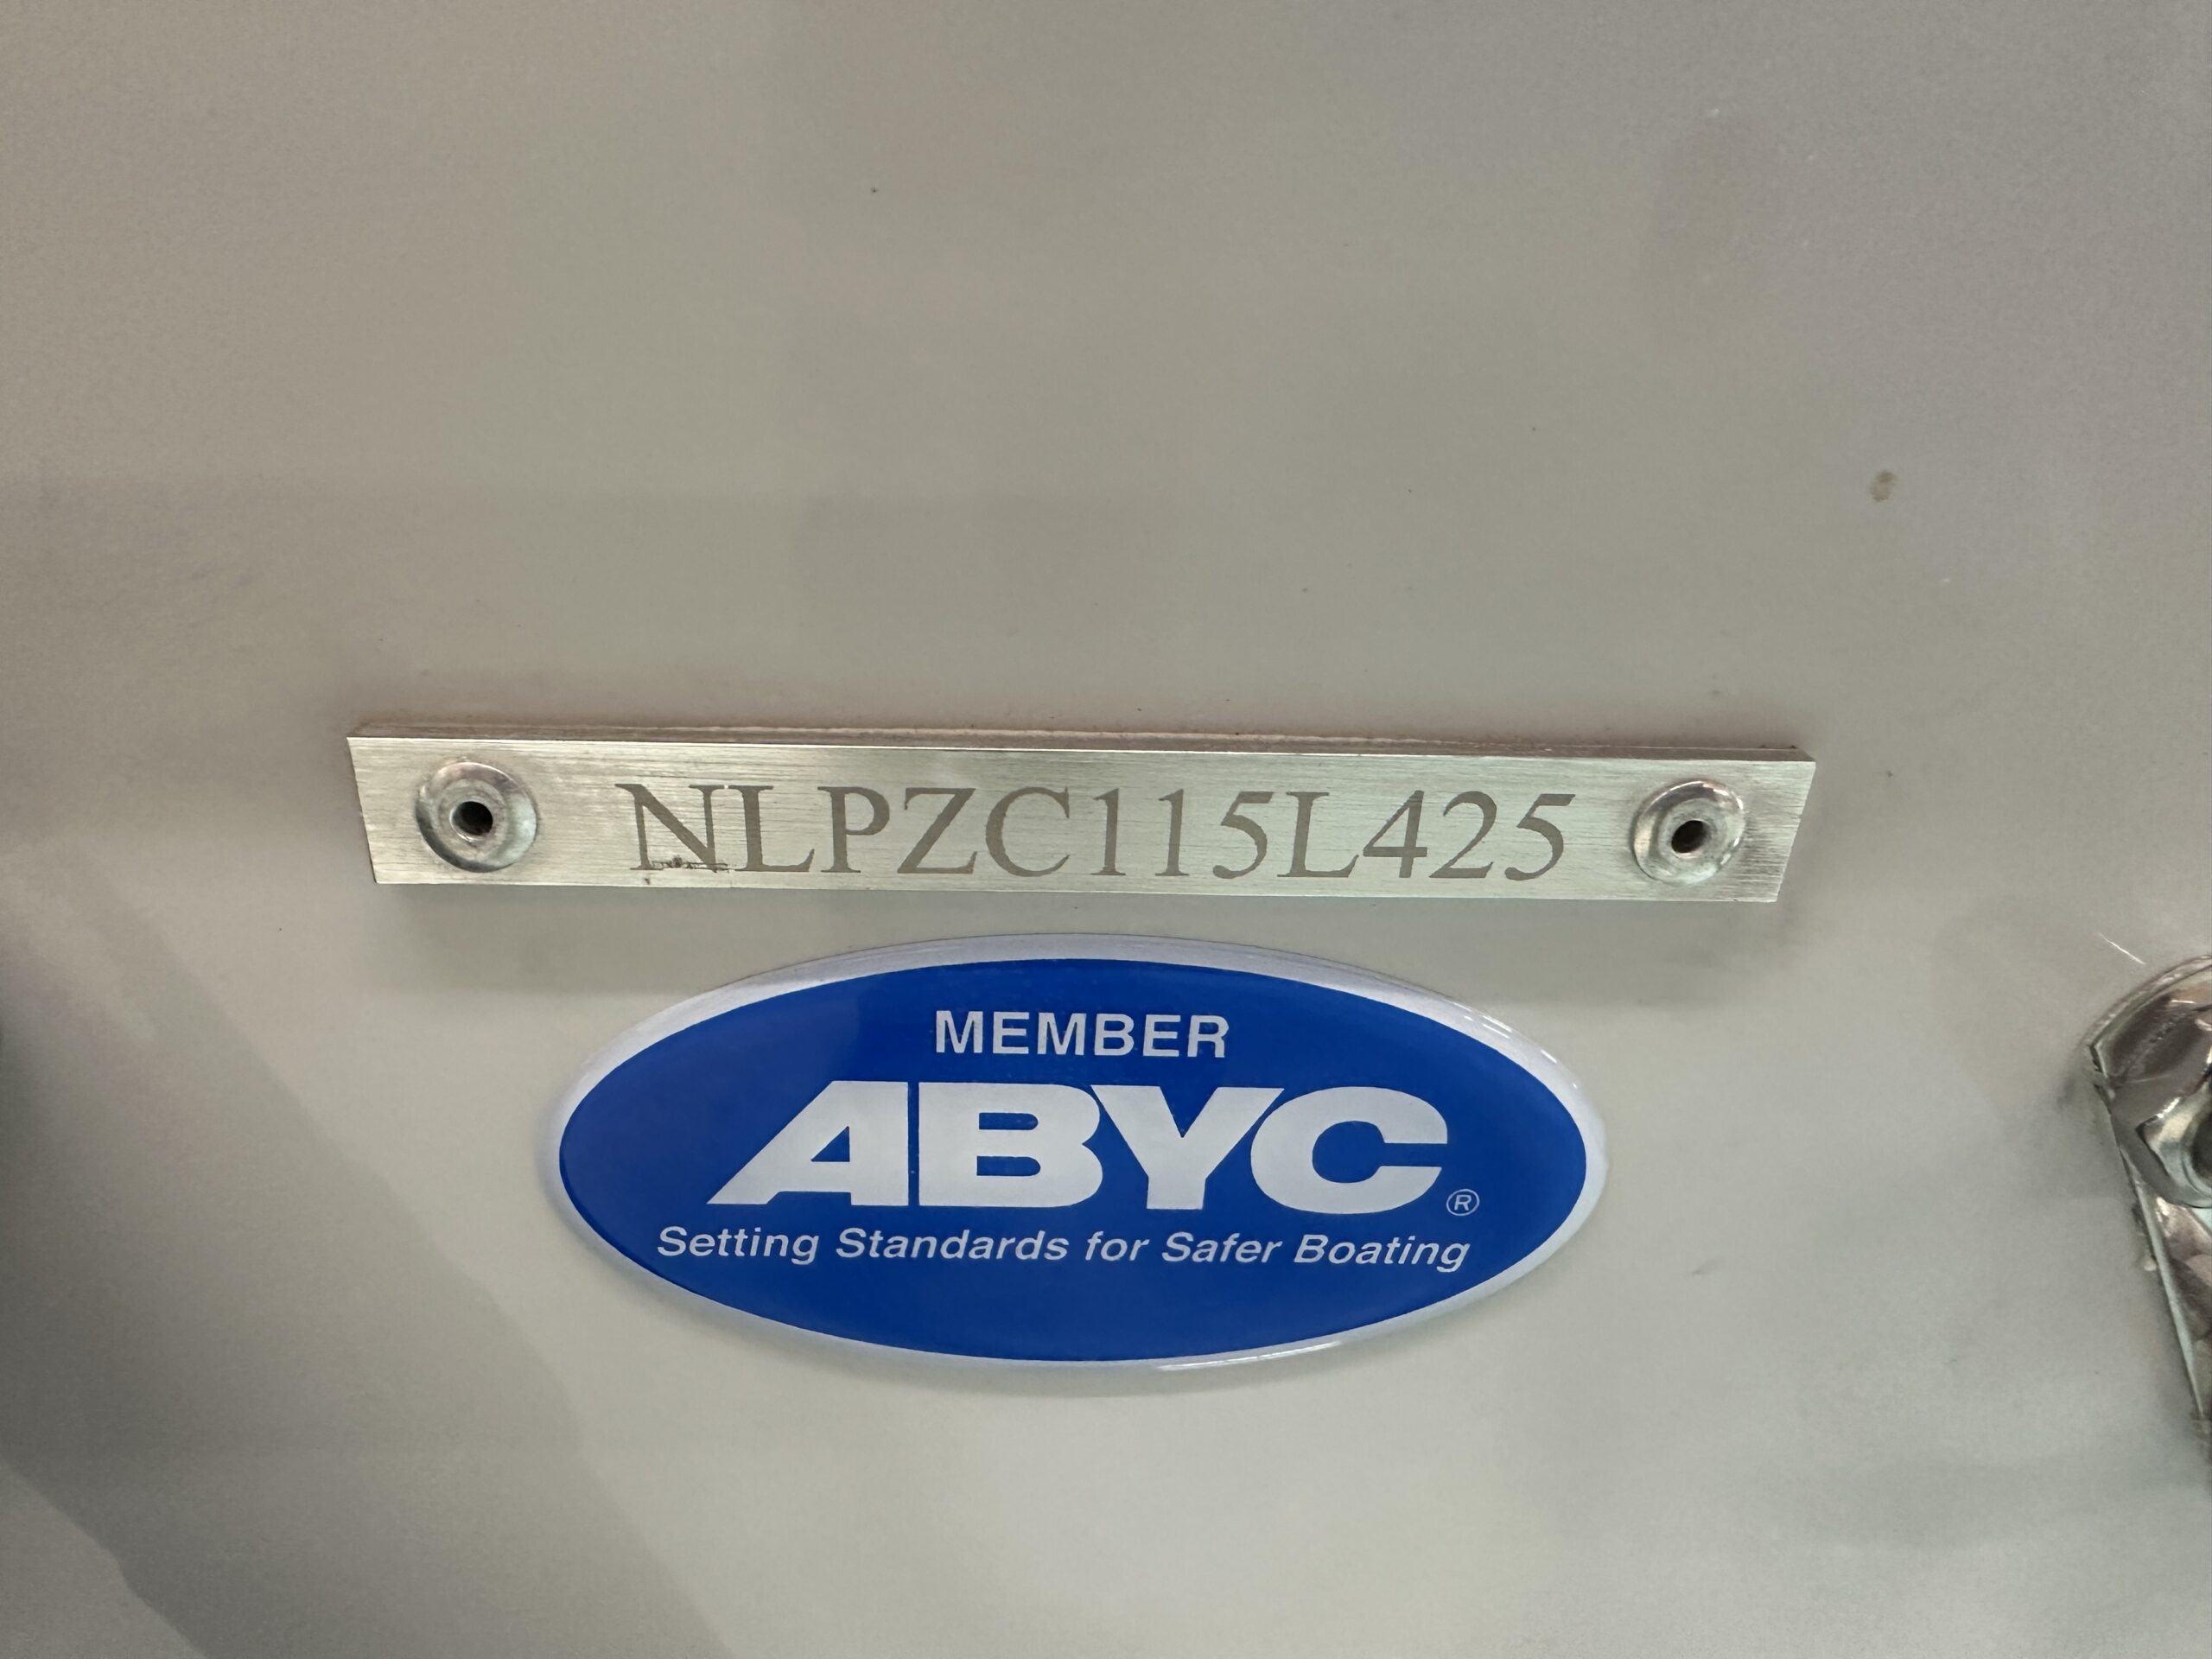 NLPZC115L425
MEMBER
ABYC®
Setting Standards for Safer Boating